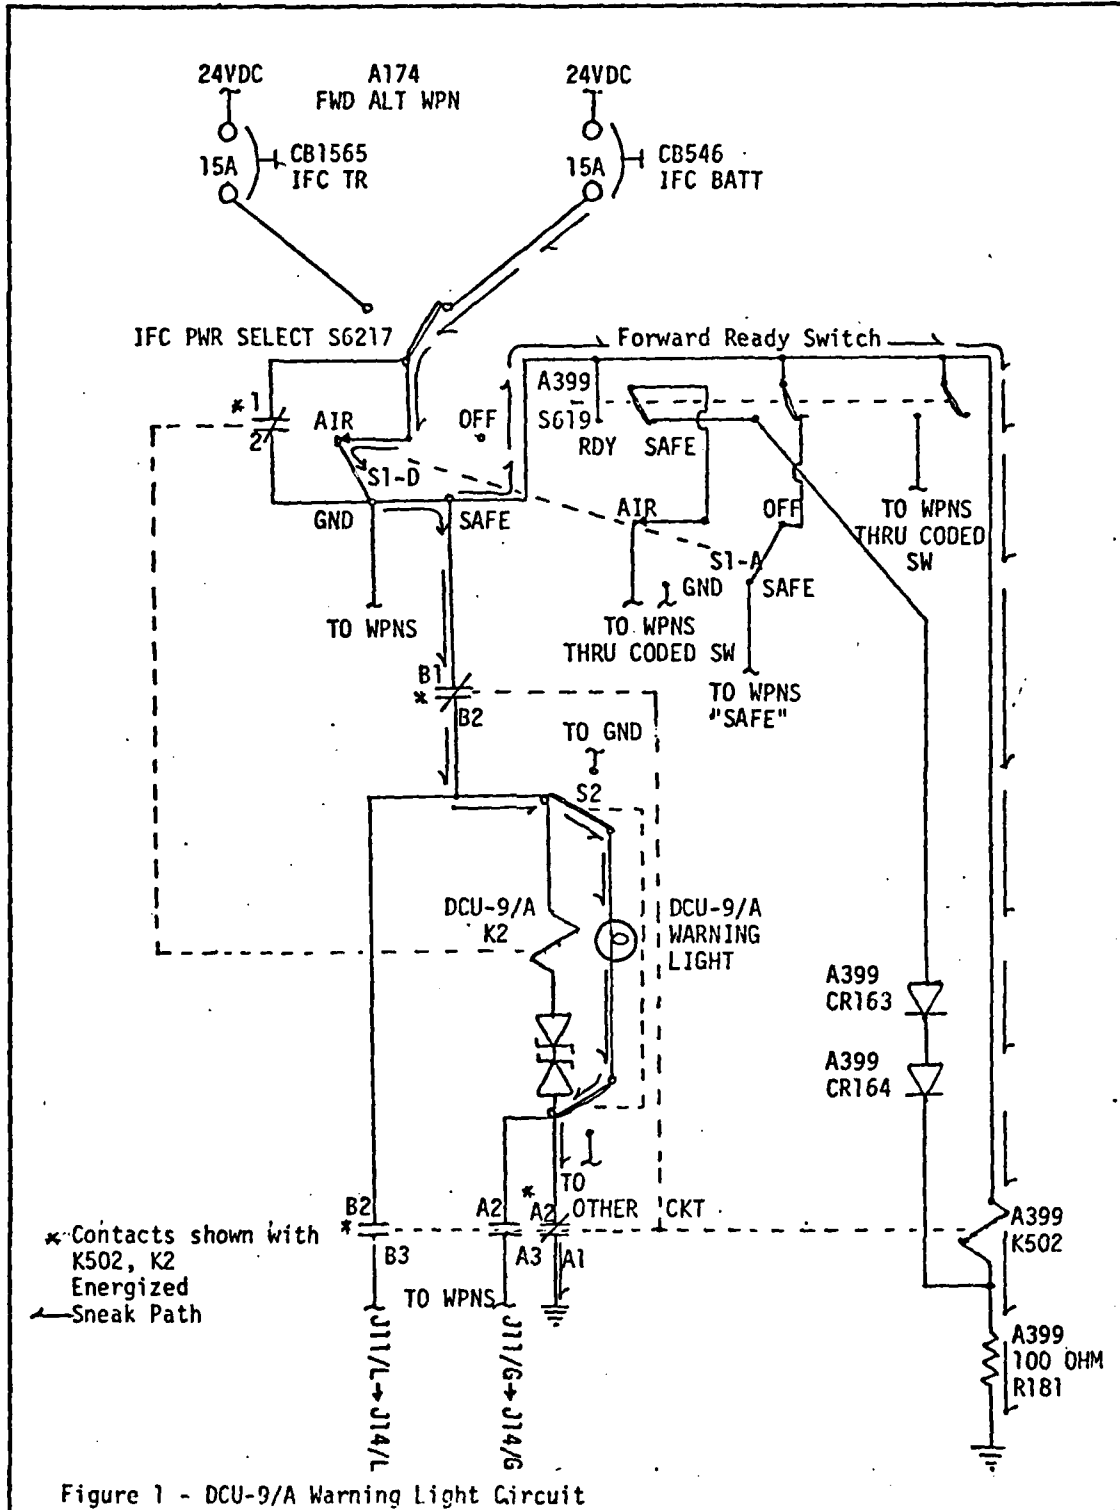 24VDC
A174
FWD ALT WPN
24VDC
15A
CB1565
IFC TR
15A
CB546
IFC BATT
IFC PWR SELECT S6217
Forward Ready Switch
A399
S619
RDY
SAFE
*1
2
AIR
OFF
S1-D
GND
SAFE
AIR
OFF
TO WPNS
THRU CODED
SW
S1-A
GND
SAFE
TO WPNS
TO WPNS
THRU CODED SW
TO WPNS
"SAFE"
B1
*
B2
TO GND
S2
DCU-9/A
K2
DCU-9/A
WARNING
LIGHT
A399
CR163
A399
CR164
TO
OTHER CKT
B2
*
B3
A2
A3
*
A2
A1
A399
K502
* Contacts shown with
K502, K2
Energized
Sneak Path
TO WPNS
J11/L→J14/L
J11/G→J14/G
A399
100 OHM
R181
Figure 1 - DCU-9/A Warning Light Circuit